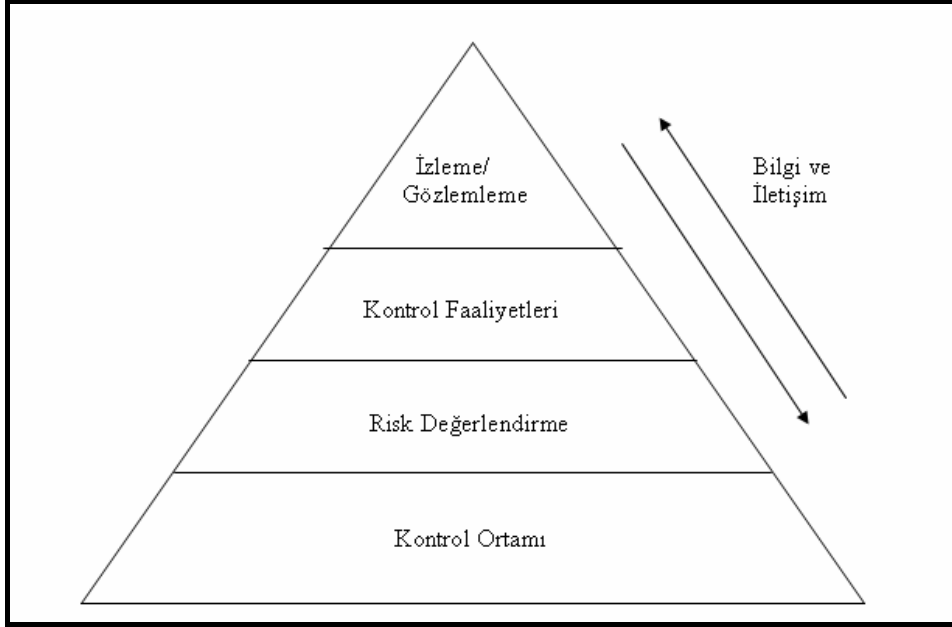 İzleme/
Gözlemleme
Bilgi ve
İletişim
Kontrol Faaliyetleri
Risk Değerlendirme
Kontrol Ortamı